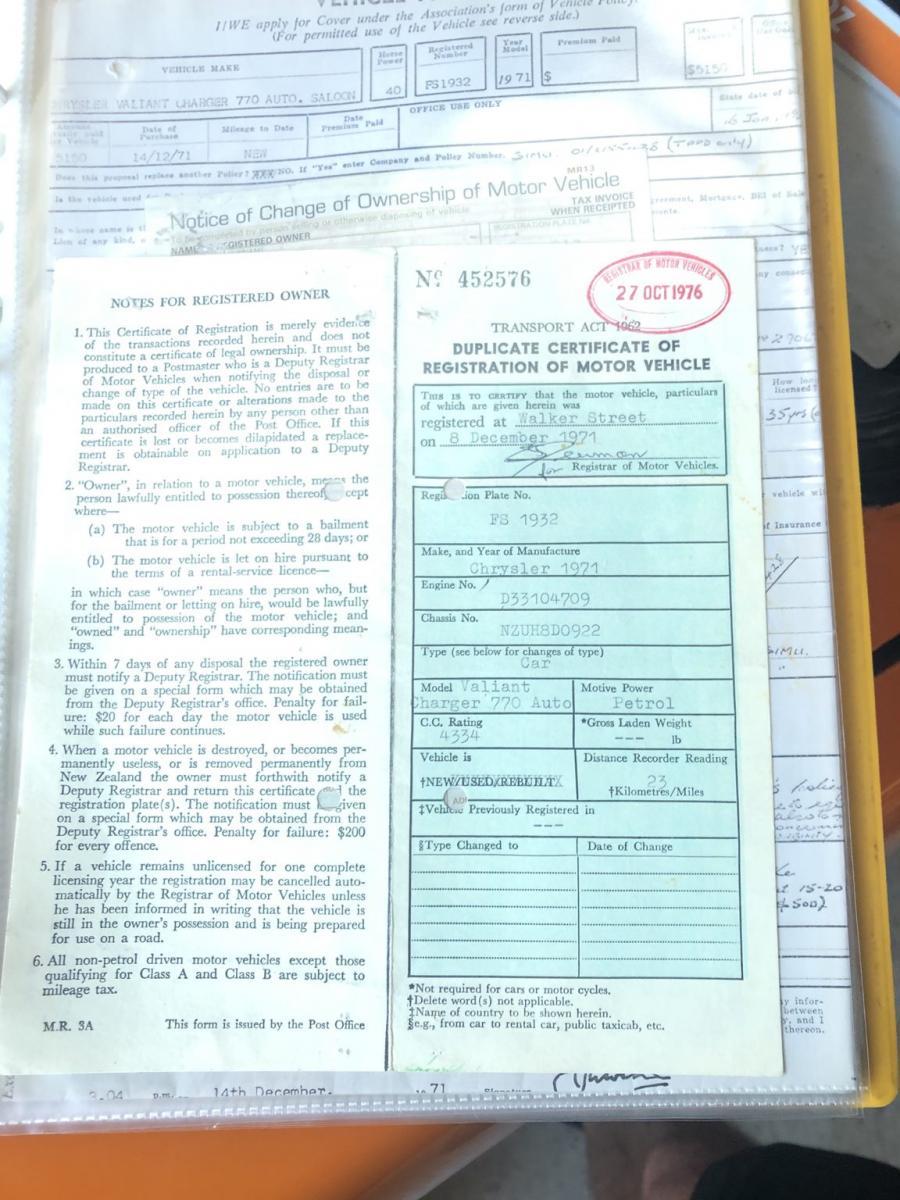 I/WE apply for Cover under the Association's form of Vehicle
(For permitted use of the Vehicle see reverse side.)
VEHICLE MAKE
Horse Power
Registered Number
Year Model
Premium Paid
VALIANT CHARGER 770 AUTO. SALOON
40
FS1932
1971
$
$5150
OFFICE USE ONLY
Date of Purchase
Mileage to Date
Date Premium Paid
5150
14/12/71
NEW
Does this proposal replace another Policy? XXX NO. If "Yes" enter Company and Policy Number.
Notice of Change of Ownership of Motor Vehicle
MR13
TAX INVOICE
WHEN RECEIPTED
NOTES FOR REGISTERED OWNER
1. This Certificate of Registration is merely evidence
of the transactions recorded herein and does not
constitute a certificate of legal ownership. It must be
produced to a Postmaster who is a Deputy Registrar
of Motor Vehicles when notifying the disposal or
change of type of the vehicle. No entries are to be
made on this certificate or alterations made to the
particulars recorded herein by any person other than
an authorised officer of the Post Office. If this
certificate is lost or becomes dilapidated a replace-
ment is obtainable on application to a Deputy
Registrar.
2. "Owner", in relation to a motor vehicle, means the
person lawfully entitled to possession thereof cept
where—
(a) The motor vehicle is subject to a bailment
that is for a period not exceeding 28 days; or
(b) The motor vehicle is let on hire pursuant to
the terms of a rental-service licence—
in which case "owner" means the person who, but
for the bailment or letting on hire, would be lawfully
entitled to possession of the motor vehicle; and
"owned" and "ownership" have corresponding mean-
ings.
3. Within 7 days of any disposal the registered owner
must notify a Deputy Registrar. The notification must
be given on a special form which may be obtained
from the Deputy Registrar's office. Penalty for fail-
ure: $20 for each day the motor vehicle is used
while such failure continues.
4. When a motor vehicle is destroyed, or becomes per-
manently useless, or is removed permanently from
New Zealand the owner must forthwith notify a
Deputy Registrar and return this certificate d the
registration plate(s). The notification must given
on a special form which may be obtained from the
Deputy Registrar's office. Penalty for failure: $200
for every offence.
5. If a vehicle remains unlicensed for one complete
licensing year the registration may be cancelled auto-
matically by the Registrar of Motor Vehicles unless
he has been informed in writing that the vehicle is
still in the owner's possession and is being prepared
for use on a road.
6. All non-petrol driven motor vehicles except those
qualifying for Class A and Class B are subject to
mileage tax.
M.R. 3A
This form is issued by the Post Office
Nº 452576
REGISTRAR OF MOTOR VEHICLES
27 OCT 1976
TRANSPORT ACT 1962
DUPLICATE CERTIFICATE OF
REGISTRATION OF MOTOR VEHICLE
THIS IS TO CERTIFY that the motor vehicle, particulars
of which are given herein was
registered at Walker Street
on 8 December 1971
for Registrar of Motor Vehicles.
Regis ion Plate No.
FS 1932
Make, and Year of Manufacture
Chrysler 1971
Engine No.
D33104709
Chassis No.
NZUH8D0922
Type (see below for changes of type)
Car
Model Valiant
Charger 770 Auto
Motive Power
Petrol
C.C. Rating
4334
*Gross Laden Weight
--- lb
Vehicle is
†NEW/USED/REBUILT
Distance Recorder Reading
23
†Kilometres/Miles
‡Vehicle Previously Registered in
---
§Type Changed to
Date of Change
*Not required for cars or motor cycles.
†Delete word(s) not applicable.
‡Name of country to be shown herein.
§e.g., from car to rental car, public taxicab, etc.
14th December.
71